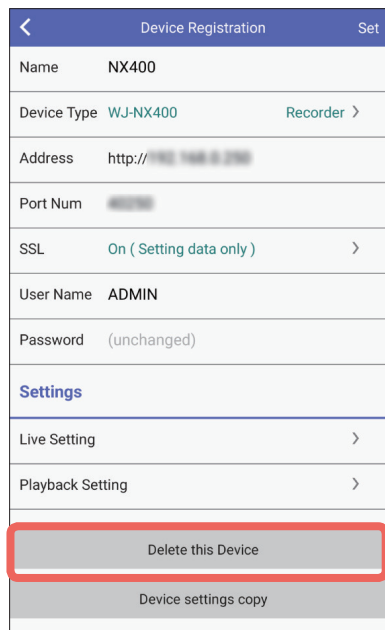 Device Registration Set
Name NX400
Device Type WJ-NX400 Recorder >
Address http://
Port Num
SSL On ( Setting data only ) >
User Name ADMIN
Password (unchanged)
Settings
Live Setting >
Playback Setting >
Delete this Device
Device settings copy